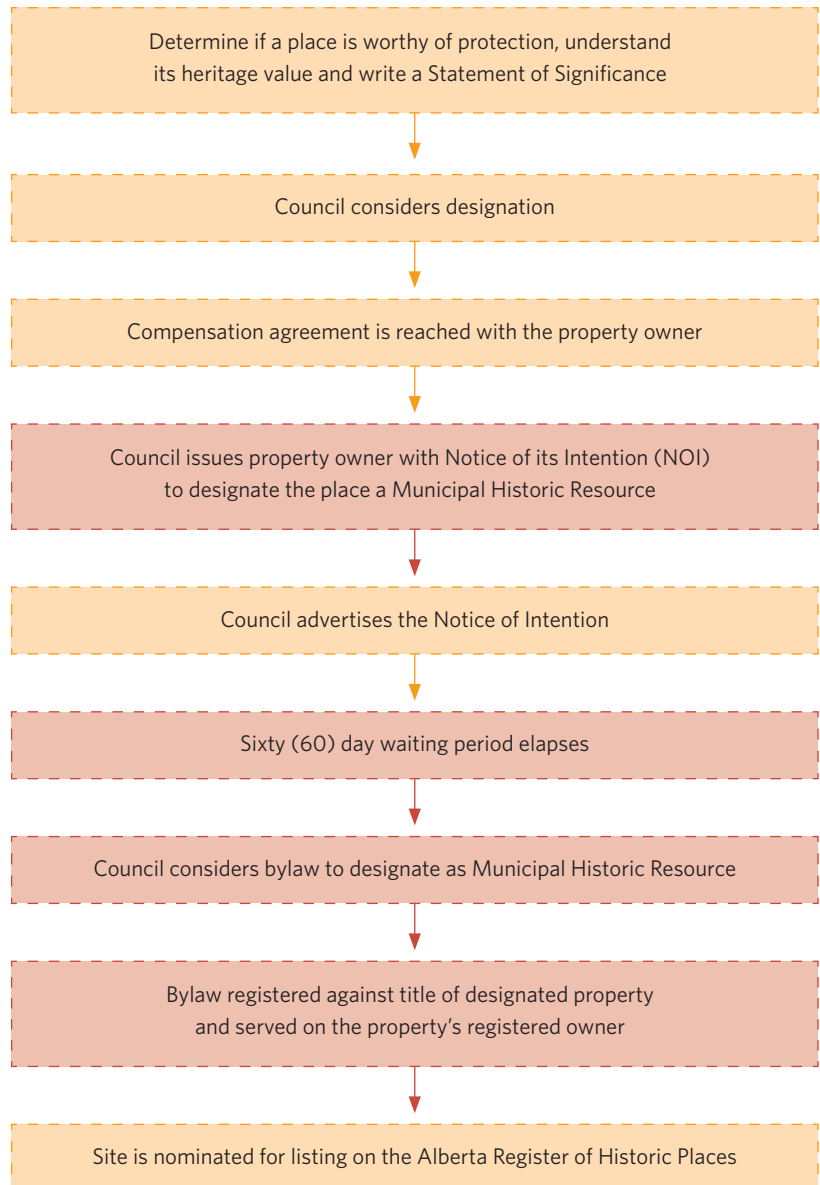 Determine if a place is worthy of protection, understand
its heritage value and write a Statement of Significance
Council considers designation
Compensation agreement is reached with the property owner
Council issues property owner with Notice of its Intention (NOI)
to designate the place a Municipal Historic Resource
Council advertises the Notice of Intention
Sixty (60) day waiting period elapses
Council considers bylaw to designate as Municipal Historic Resource
Bylaw registered against title of designated property
and served on the property’s registered owner
Site is nominated for listing on the Alberta Register of Historic Places